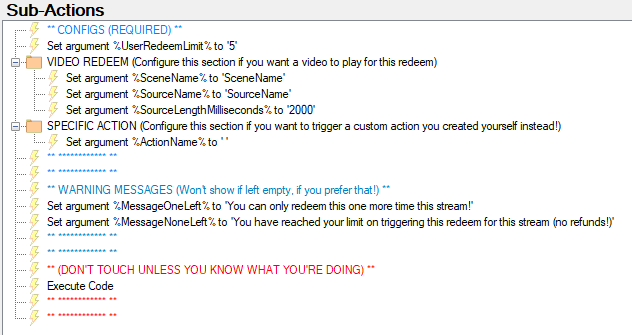 Sub-Actions
** CONFIGS (REQUIRED) **
Set argument %UserRedeemLimit% to '5'
VIDEO REDEEM (Configure this section if you want a video to play for this redeem)
Set argument %SceneName% to 'SceneName'
Set argument %SourceName% to 'SourceName'
Set argument %SourceLengthMilliseconds% to '2000'
SPECIFIC ACTION (Configure this section if you want to trigger a custom action you created yourself instead!)
Set argument %ActionName% to ' '
** ************ **
** ************ **
** WARNING MESSAGES (Won't show if left empty, if you prefer that!) **
Set argument %MessageOneLeft% to 'You can only redeem this one more time this stream!'
Set argument %MessageNoneLeft% to 'You have reached your limit on triggering this redeem for this stream (no refunds!)'
** ************ **
** ************ **
** (DON'T TOUCH UNLESS YOU KNOW WHAT YOU'RE DOING) **
Execute Code
** ************ **
** ************ **